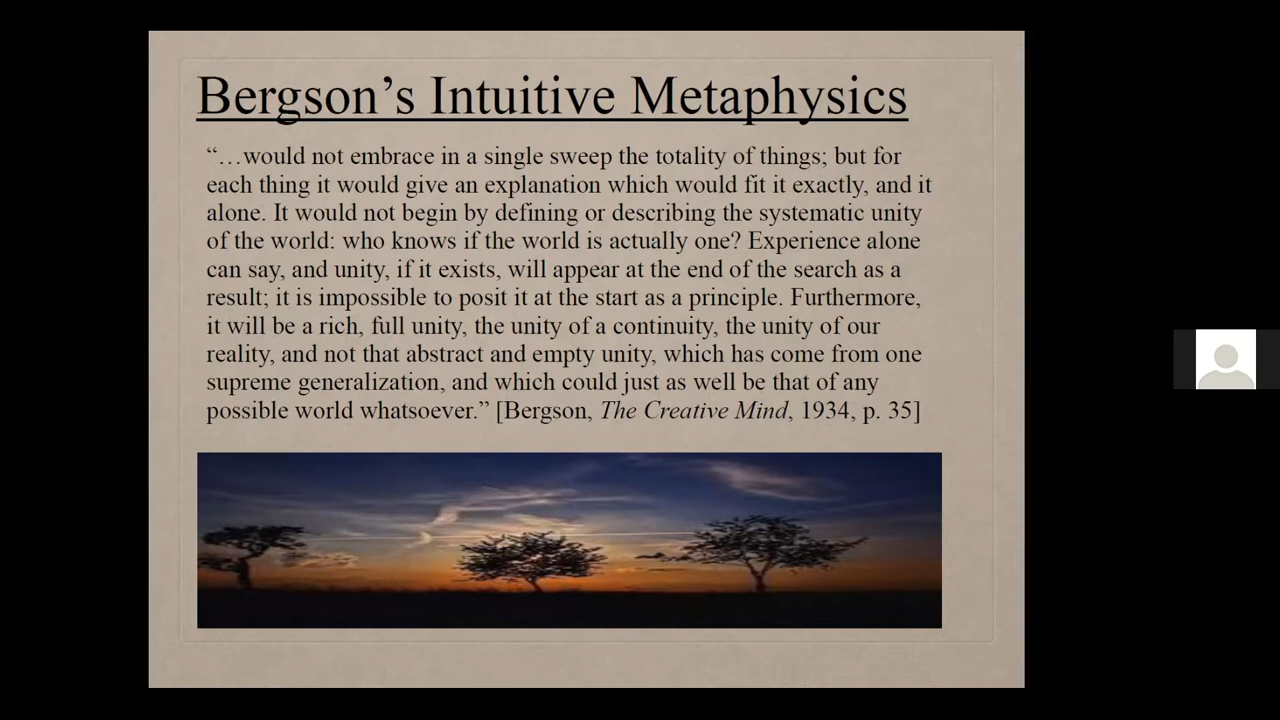 Bergson’s Intuitive Metaphysics
“…would not embrace in a single sweep the totality of things; but for
each thing it would give an explanation which would fit it exactly, and it
alone. It would not begin by defining or describing the systematic unity
of the world: who knows if the world is actually one? Experience alone
can say, and unity, if it exists, will appear at the end of the search as a
result; it is impossible to posit it at the start as a principle. Furthermore,
it will be a rich, full unity, the unity of a continuity, the unity of our
reality, and not that abstract and empty unity, which has come from one
supreme generalization, and which could just as well be that of any
possible world whatsoever.” [Bergson, The Creative Mind, 1934, p. 35]